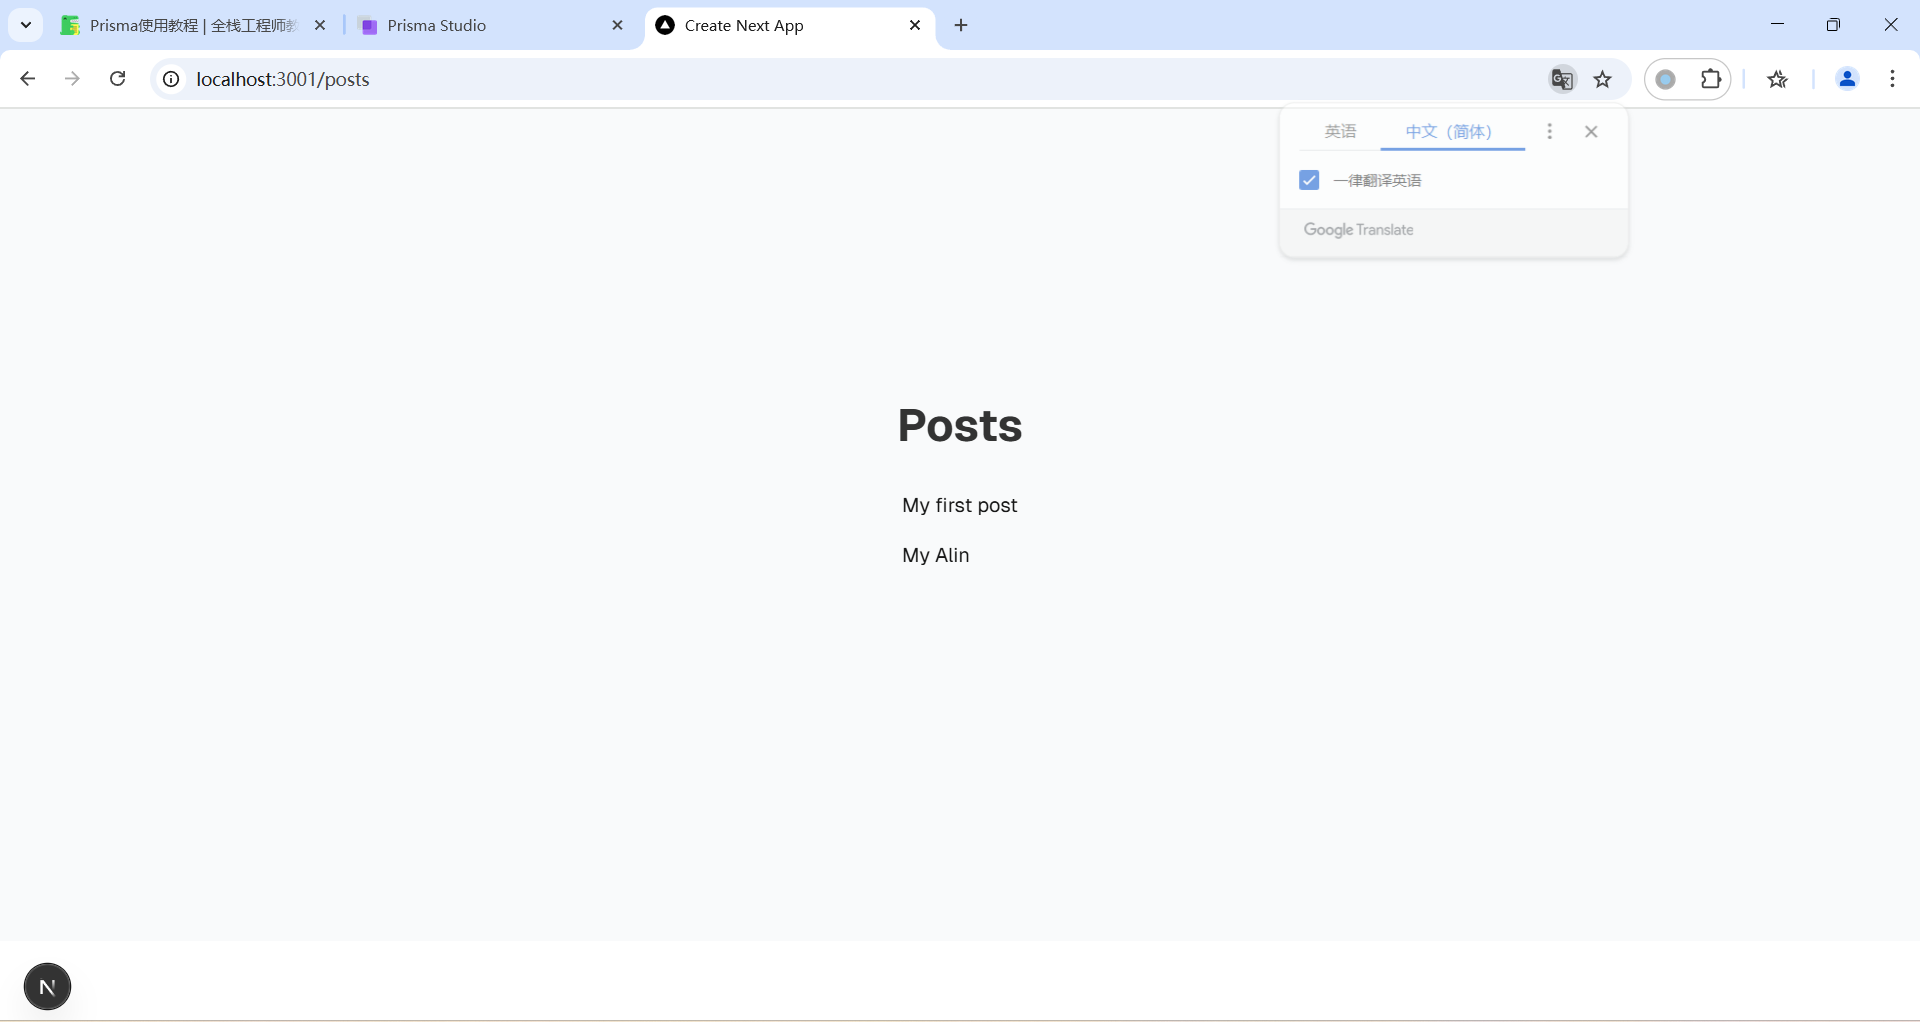 Prisma使用教程 | 全栈工程师教
Prisma Studio
Create Next App
localhost:3001/posts
英语
中文（简体）
一律翻译英语
Google Translate
Posts
My first post
My Alin
N